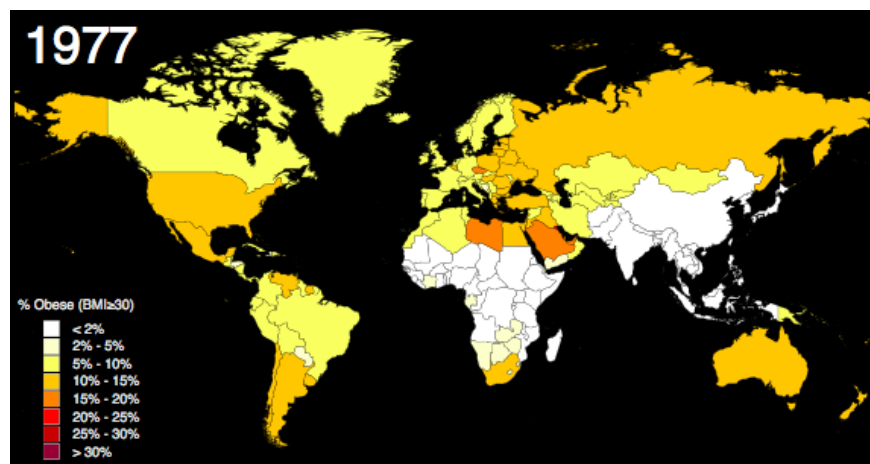 1977
% Obese (BMI≥30)
< 2%
2% - 5%
5% - 10%
10% - 15%
15% - 20%
20% - 25%
25% - 30%
> 30%